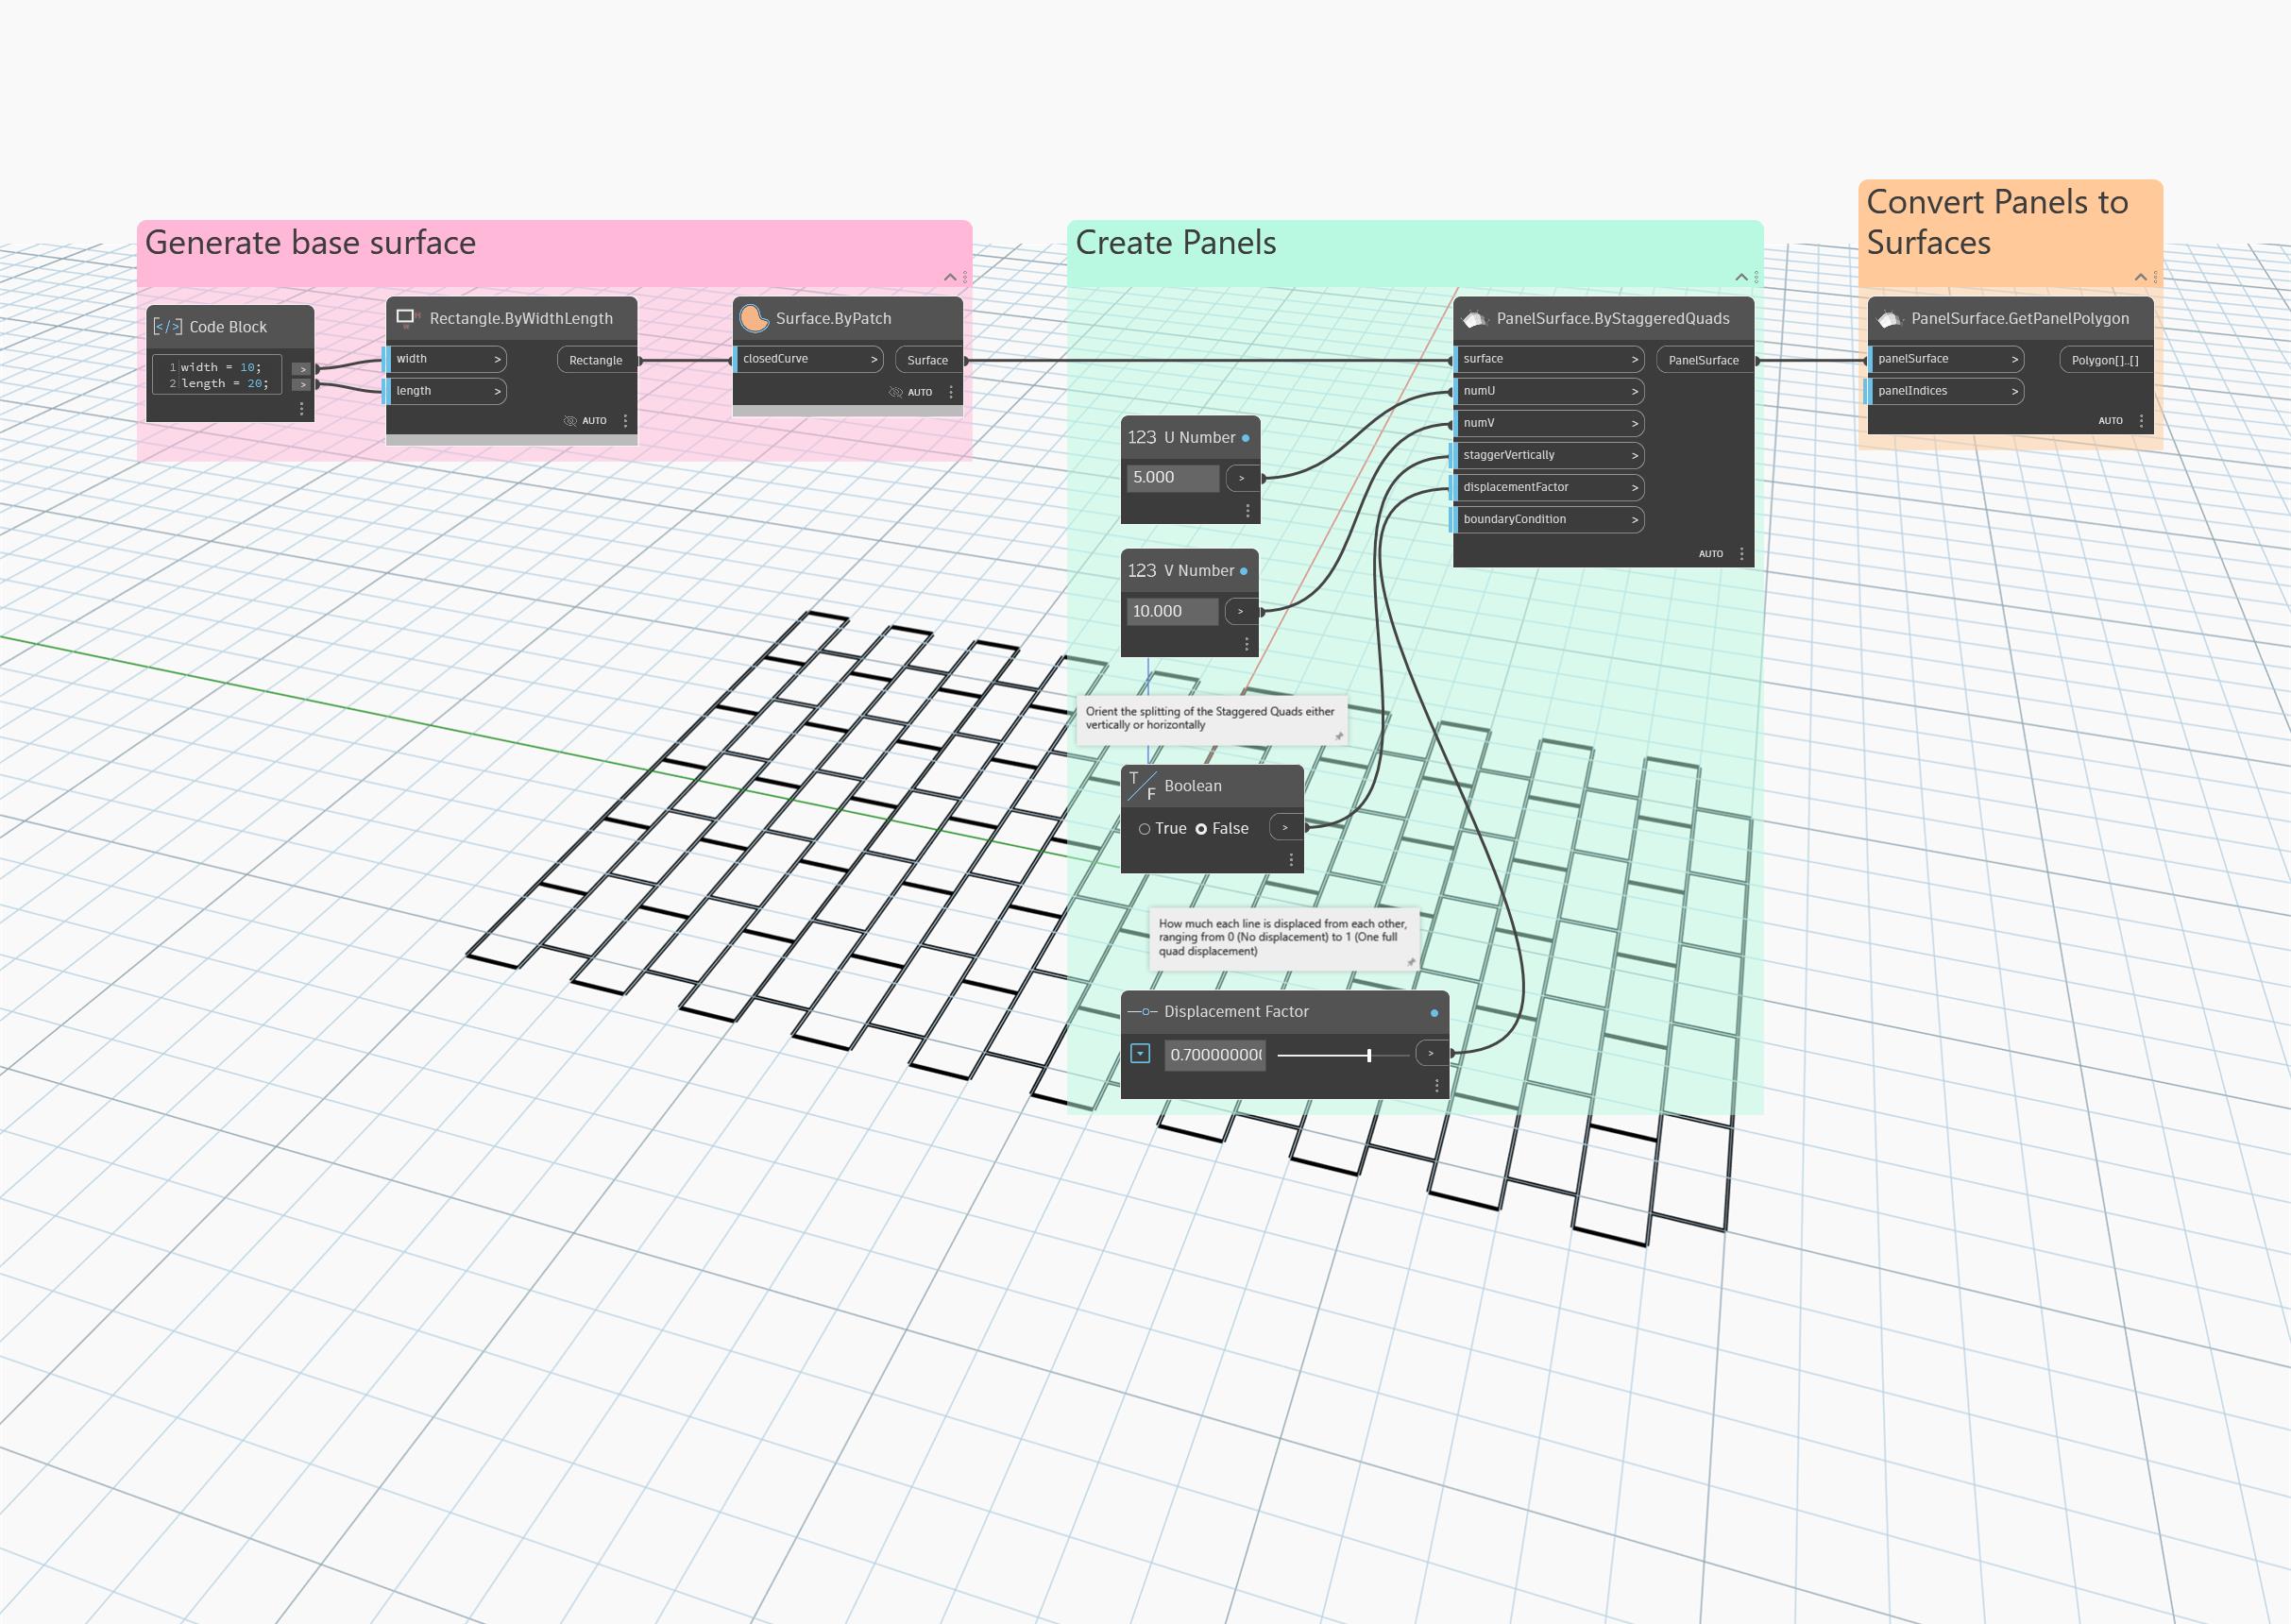 Generate base surface
</> Code Block
1 width = 10;
2 length = 20;
>
>
Rectangle.ByWidthLength
width >
length >
Rectangle
AUTO
Surface.ByPatch
closedCurve >
Surface
AUTO
Create Panels
123 U Number
5.000
>
123 V Number
10.000
>
Orient the splitting of the Staggered Quads either
vertically or horizontally
T/F Boolean
True False
>
How much each line is displaced from each other,
ranging from 0 (No displacement) to 1 (One full
quad displacement)
Displacement Factor
0.700000000
>
PanelSurface.ByStaggeredQuads
surface >
numU >
numV >
staggerVertically >
displacementFactor >
boundaryCondition >
PanelSurface
AUTO
Convert Panels to
Surfaces
PanelSurface.GetPanelPolygon
panelSurface >
panelIndices >
Polygon[]..[]
AUTO